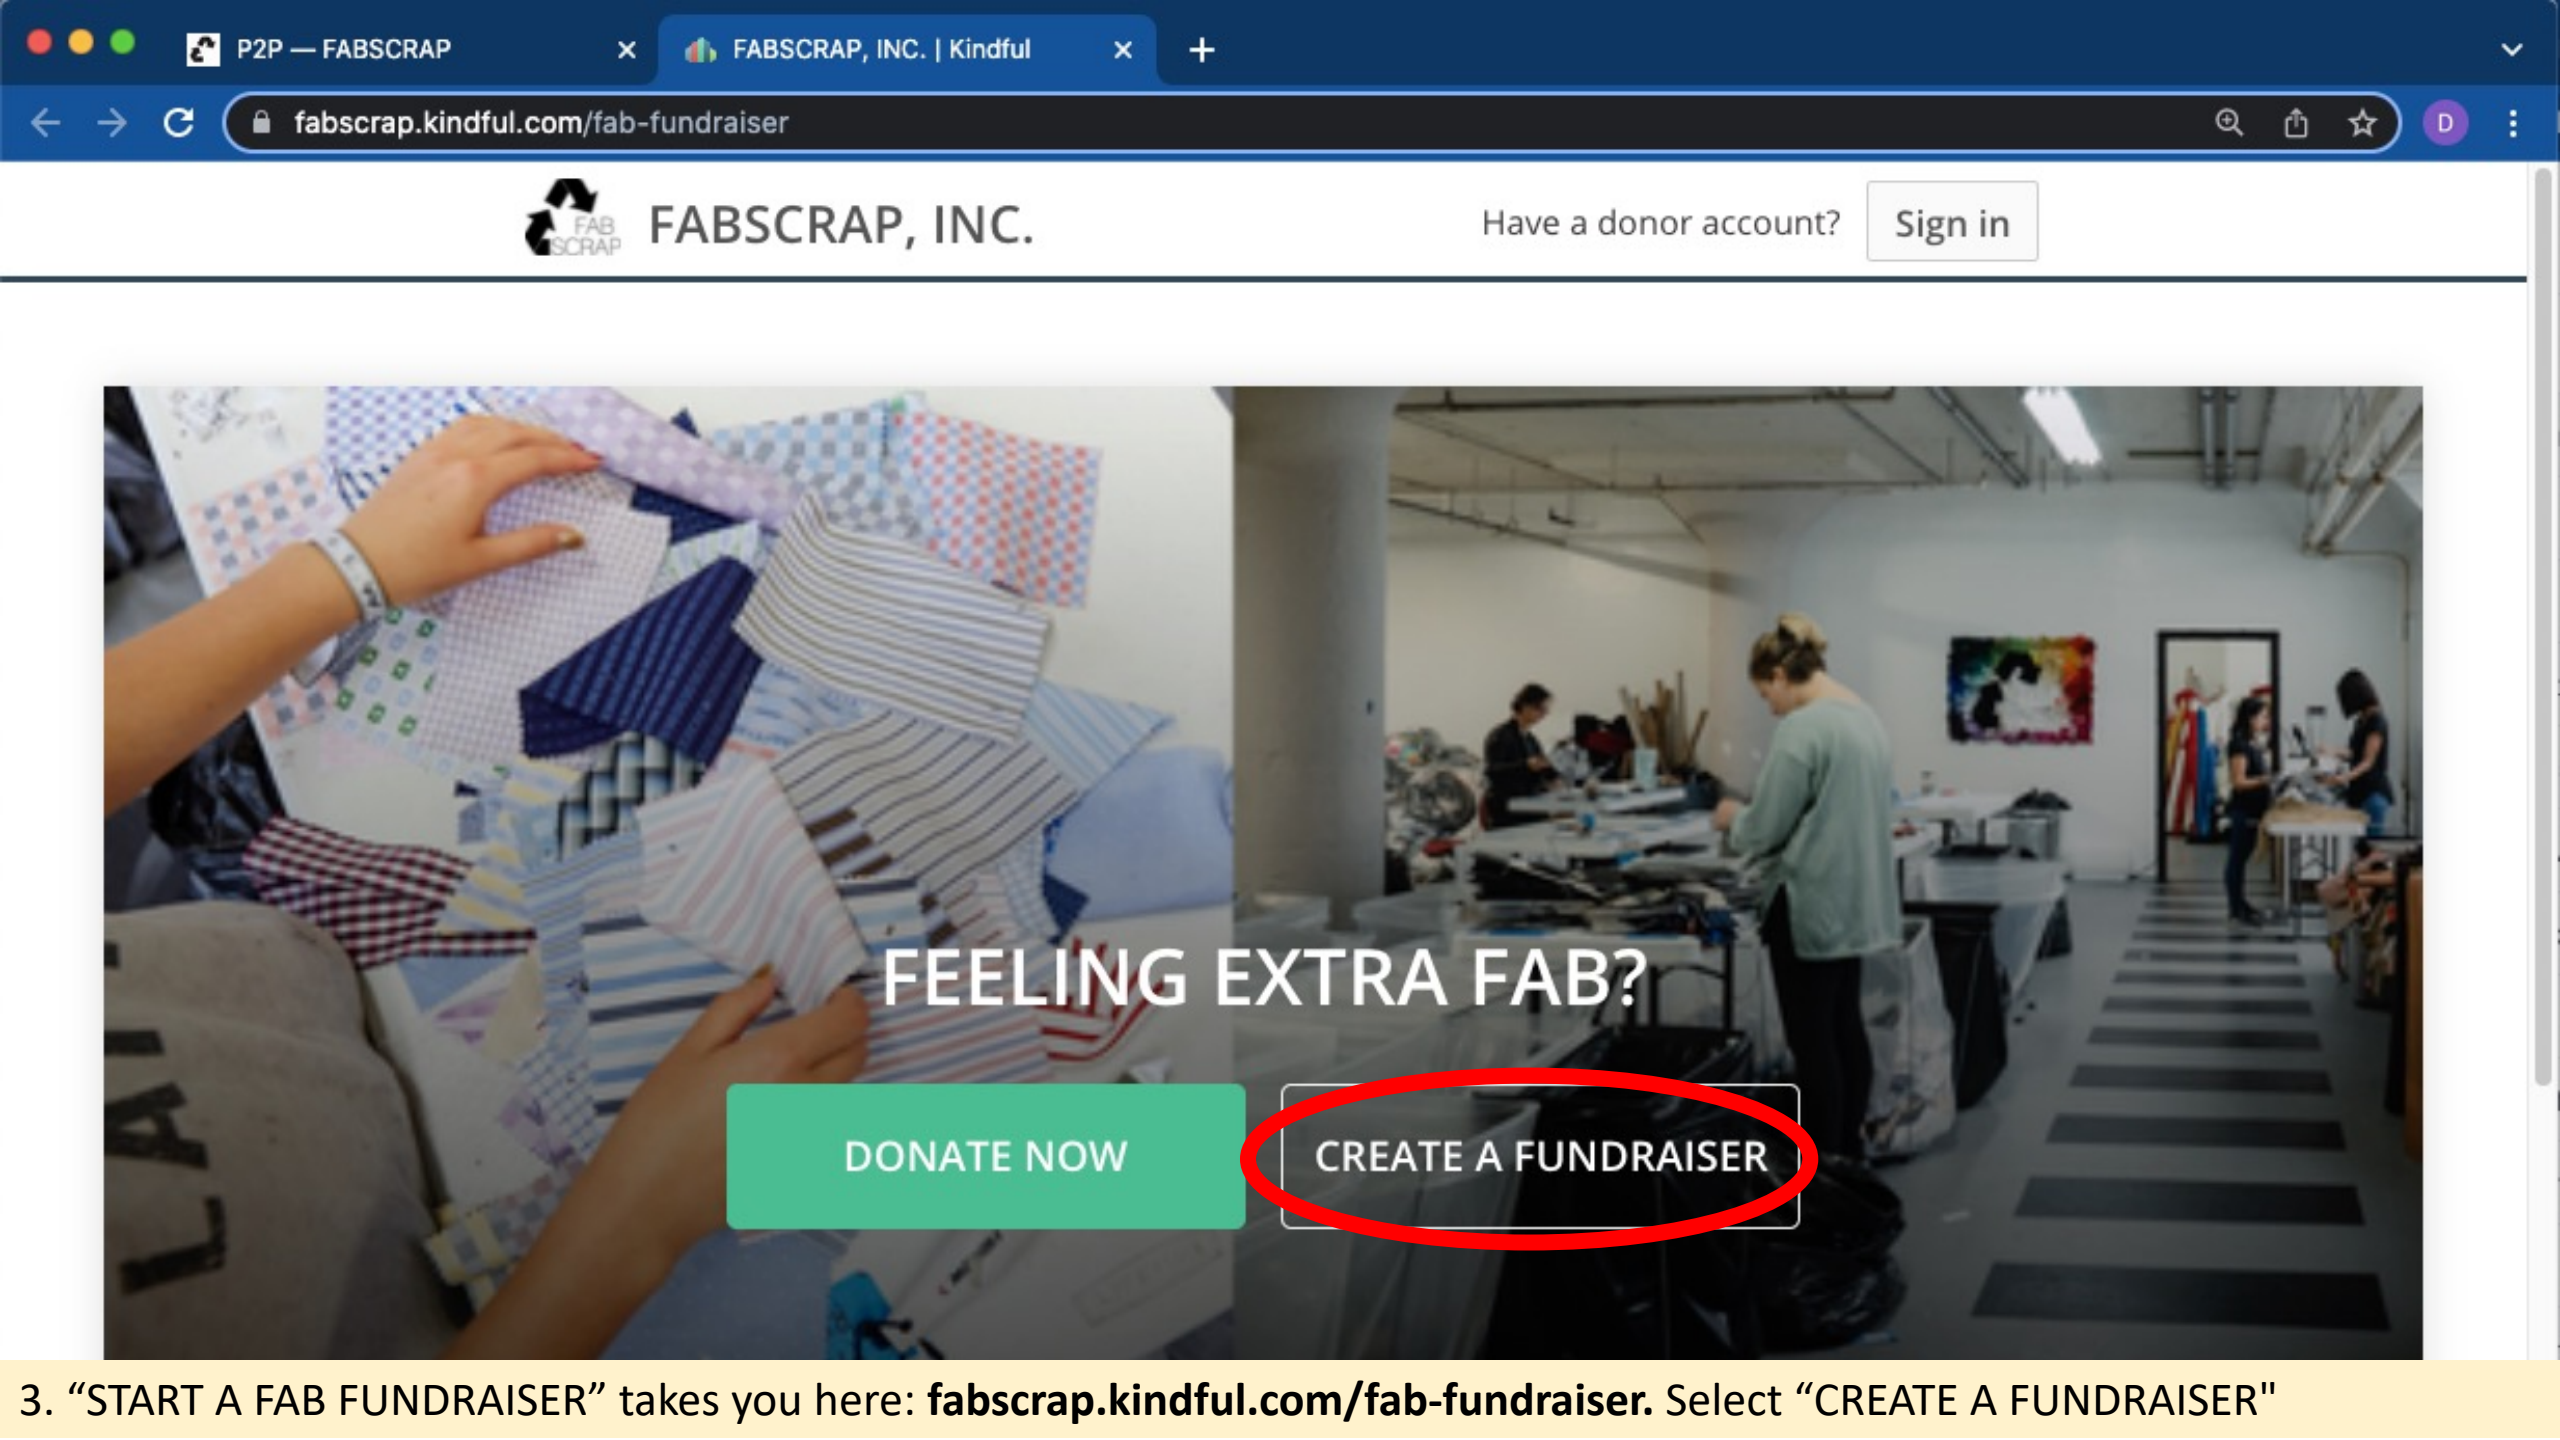 P2P — FABSCRAP
FABSCRAP, INC. | Kindful
fabscrap.kindful.com/fab-fundraiser
D
FAB
SCRAP
FABSCRAP, INC.
Have a donor account?
Sign in
FEELING EXTRA FAB?
DONATE NOW
CREATE A FUNDRAISER
3. “START A FAB FUNDRAISER” takes you here: fabscrap.kindful.com/fab-fundraiser. Select “CREATE A FUNDRAISER"